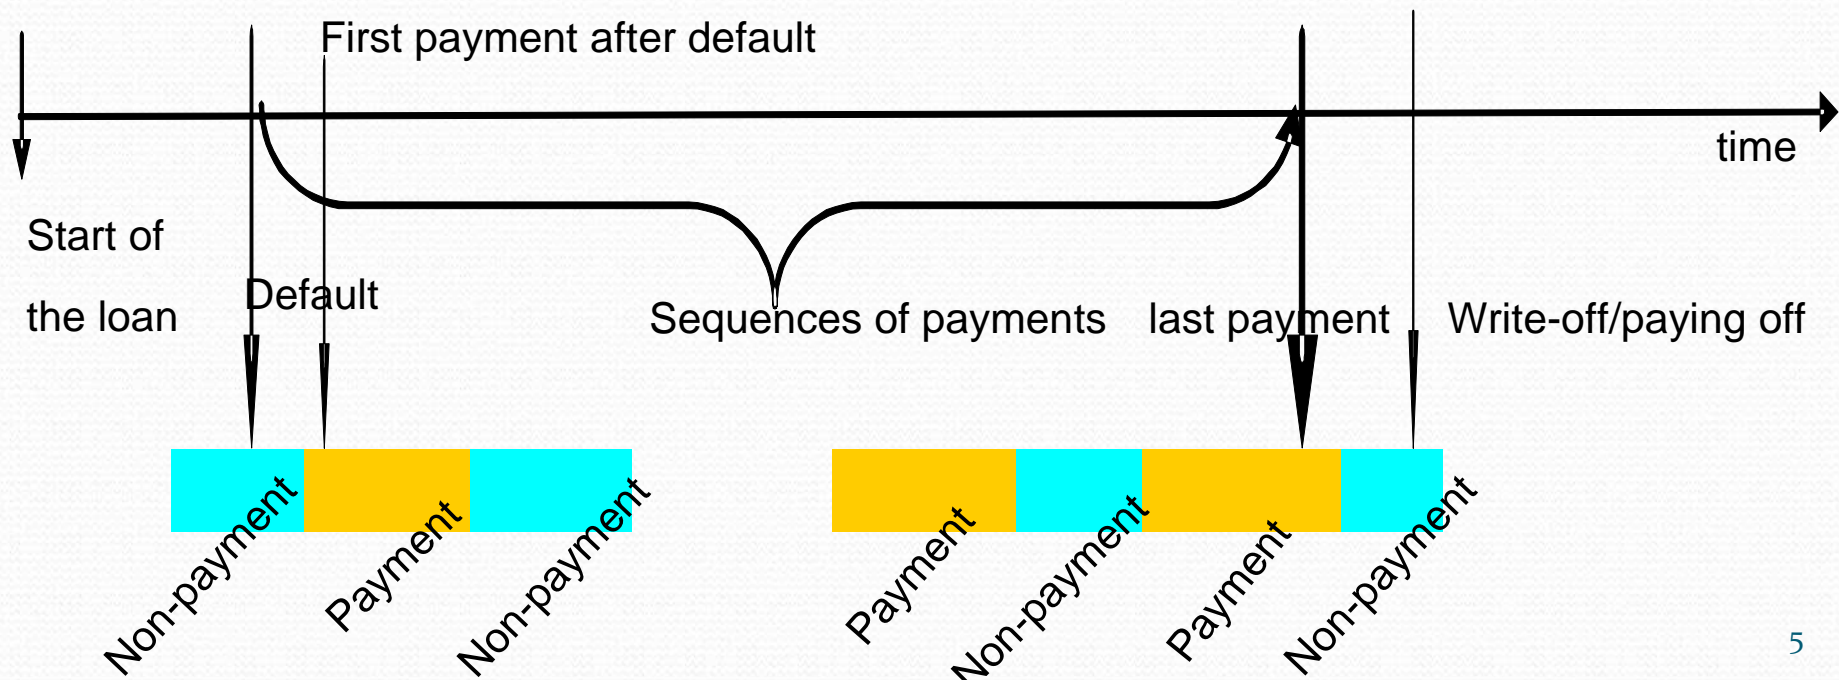 First payment after default
time
Start of
the loan
Default
Sequences of payments
last payment
Write-off/paying off
Non-payment
Payment
Non-payment
Payment
Non-payment
Payment
Non-payment
5